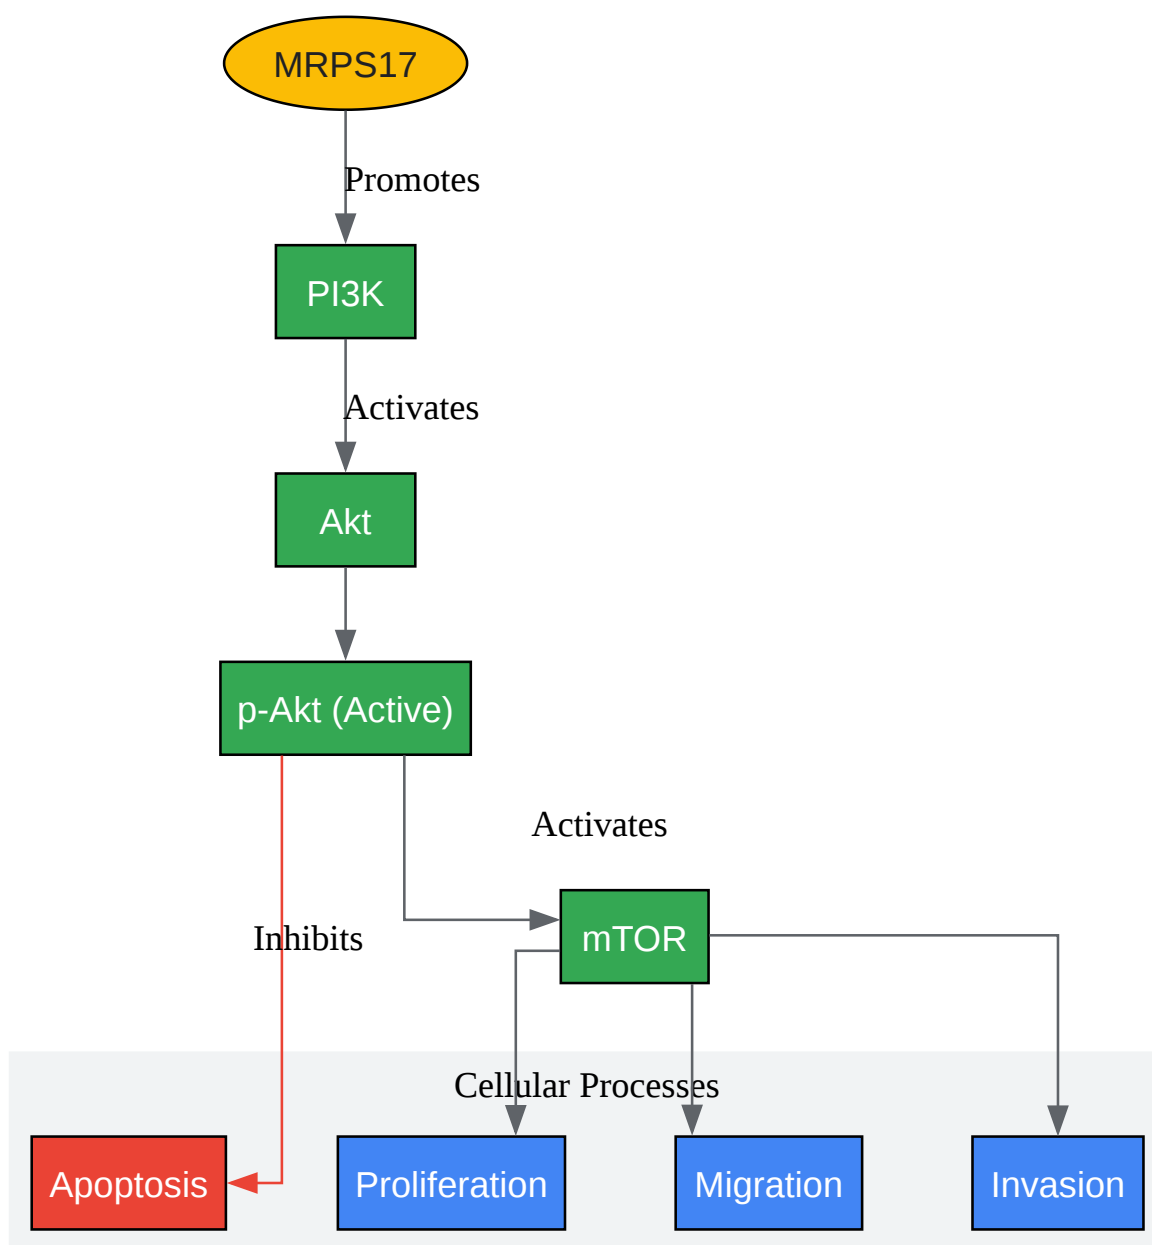 MRPS17
Promotes
PI3K
Activates
Akt
p-Akt (Active)
Activates
Inhibits
mTOR
Cellular Processes
Apoptosis
Proliferation
Migration
Invasion